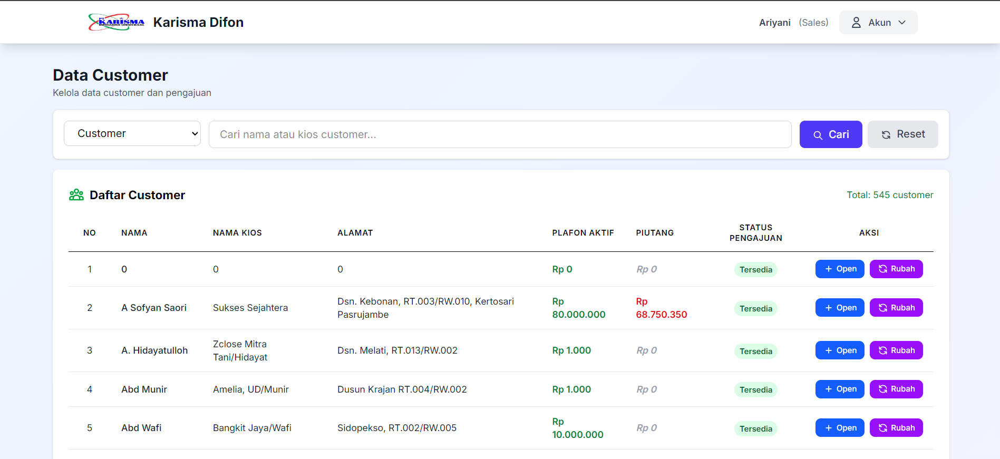 PT
KARISMA
INDOAGRO UNIVERSAL
Karisma Difon
Ariyani (Sales)
Akun
Data Customer
Kelola data customer dan pengajuan
Customer
Cari nama atau kios customer...
Cari
Reset
Daftar Customer
Total: 545 customer
NO NAMA NAMA KIOS ALAMAT PLAFON AKTIF PIUTANG STATUS PENGAJUAN AKSI
1 0 0 0 Rp 0 Rp 0 Tersedia + Open Rubah
2 A Sofyan Saori Sukses Sejahtera Dsn. Kebonan, RT.003/RW.010, Kertosari Pasrujambe Rp 80.000.000 Rp 68.750.350 Tersedia + Open Rubah
3 A. Hidayatulloh Zclose Mitra Tani/Hidayat Dsn. Melati, RT.013/RW.002 Rp 1.000 Rp 0 Tersedia + Open Rubah
4 Abd Munir Amelia, UD/Munir Dusun Krajan RT.004/RW.002 Rp 1.000 Rp 0 Tersedia + Open Rubah
5 Abd Wafi Bangkit Jaya/Wafi Sidopekso, RT.002/RW.005 Rp 10.000.000 Rp 0 Tersedia + Open Rubah